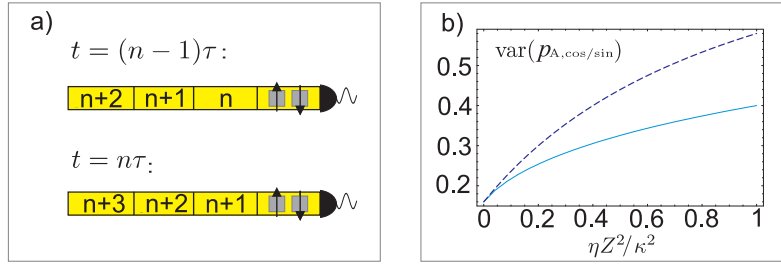 a)
t = (n − 1)τ:
n+2 n+1 n
t = nτ:
n+3 n+2 n+1
b)
var(p_A,cos/sin)
0.5
0.4
0.3
0.2
0 0.2 0.4 0.6 0.8 1
ηZ²/κ²